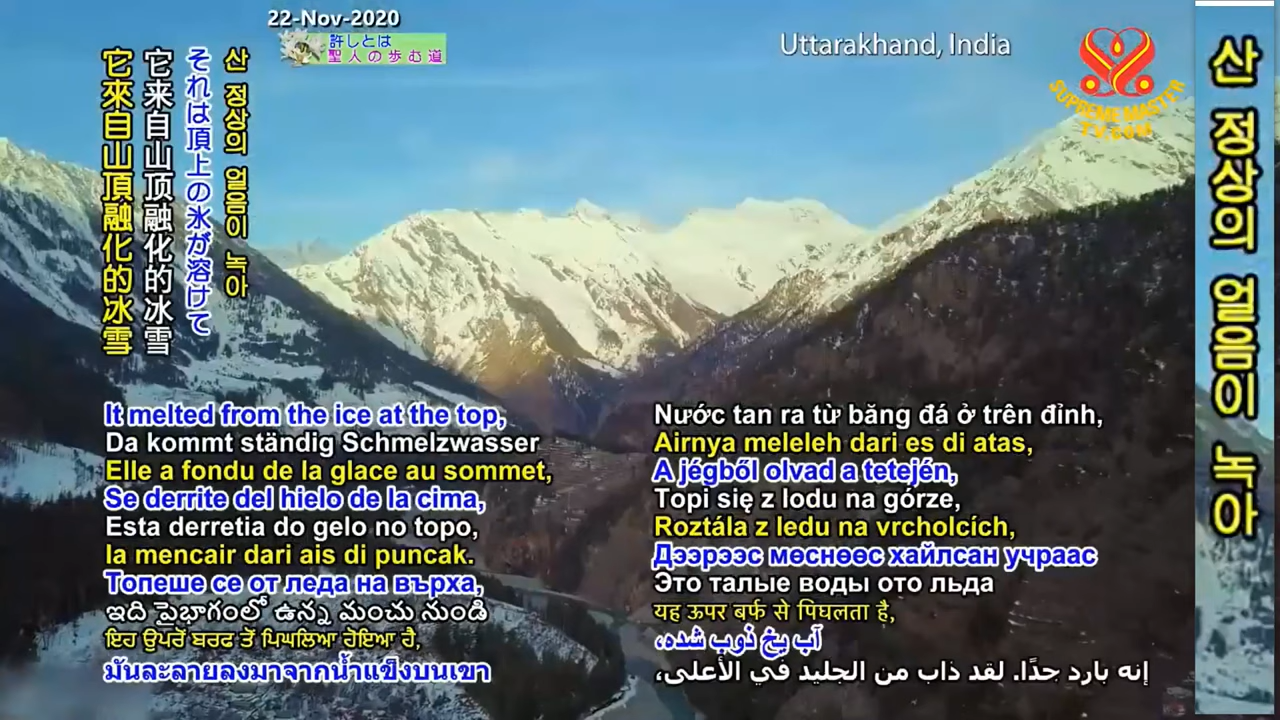 22-Nov-2020
許しとは
聖人の歩む道
Uttarakhand, India
SUPREME MASTER
TV.COM
산 정상의 얼음이 녹아
それは頂上の氷が溶けて
它来自山顶融化的冰雪
它來自山頂融化的冰雪
산 정상의 얼음이 녹아
It melted from the ice at the top,
Da kommt ständig Schmelzwasser
Elle a fondu de la glace au sommet,
Se derrite del hielo de la cima,
Esta derretia do gelo no topo,
Ia mencair dari ais di puncak.
Топеше се от леда на върха,
ఇది పైభాగంలో ఉన్న మంచు నుండి
ਇਹ ਉਪਰੋਂ ਬਰਫ ਤੋਂ ਪਿਘਲਿਆ ਹੋਇਆ ਹੈ,
มันละลายลงมาจากน้ำแข็งบนเขา
Nước tan ra từ băng đá ở trên đỉnh,
Airnya meleleh dari es di atas,
A jégből olvad a tetején,
Topi się z lodu na górze,
Roztála z ledu na vrcholcích,
Дээрээс мөснөөс хайлсан учраас
Это талые воды ото льда
यह ऊपर बर्फ से पिघलता है,
آب یخ ذوب شده،
إنه بارد جدًا. لقد ذاب من الجليد في الأعلى،